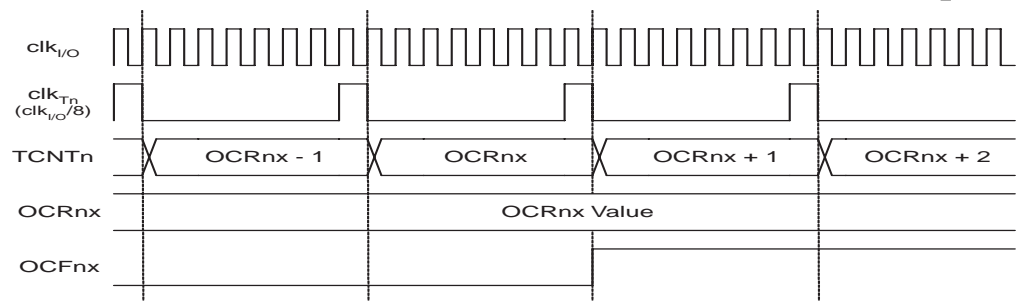 clkI/O
clkTn
(clkI/O/8)
TCNTn OCRnx - 1 OCRnx OCRnx + 1 OCRnx + 2
OCRnx OCRnx Value
OCFnx